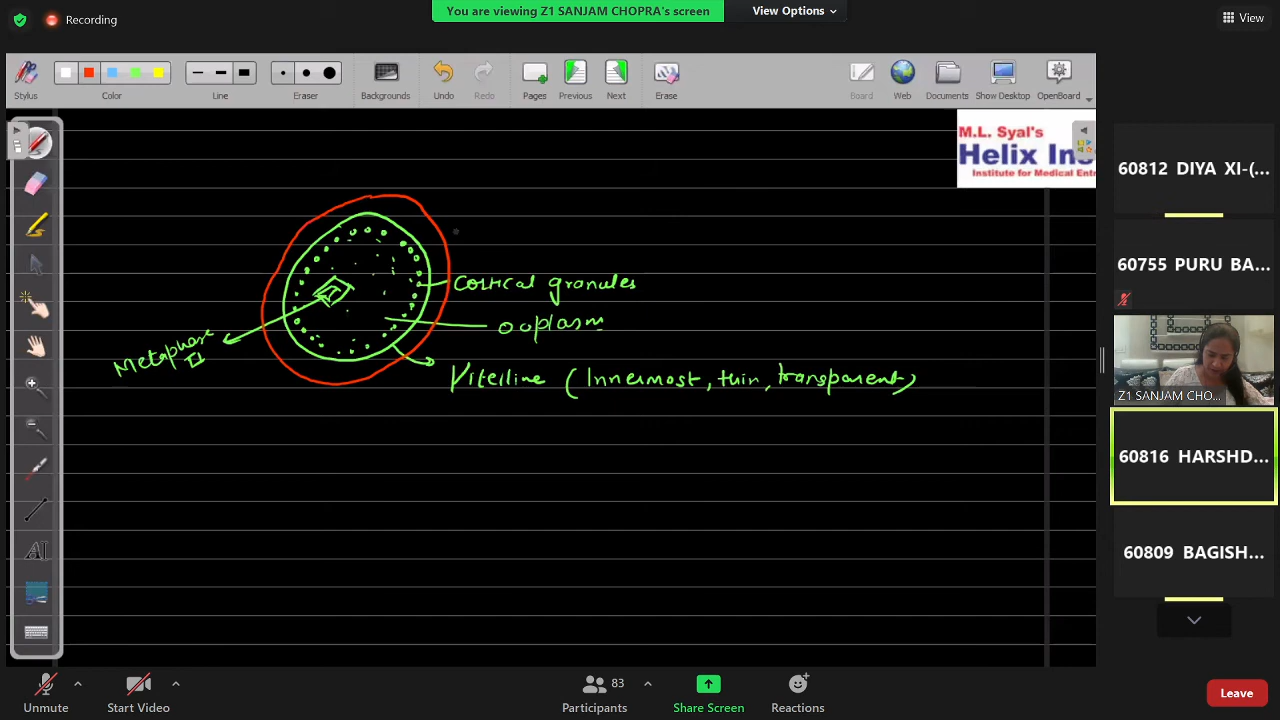 Recording
You are viewing Z1 SANJAM CHOPRA's screen
View Options
View
Stylus
Color
Line
Eraser
Backgrounds
Undo
Redo
Pages
Previous
Next
Erase
Board
Web
Documents
Show Desktop
OpenBoard
M.L. Syal's
Helix Ins
Institute for Medical Entr
Cortical granules
ooplasm
Metaphase
II
Viteline (Innermost, thin, transparent)
60812 DIYA XI-(...
60755 PURU BA...
Z1 SANJAM CHO...
60816 HARSHD...
60809 BAGISH...
Unmute
Start Video
83
Participants
Share Screen
Reactions
Leave